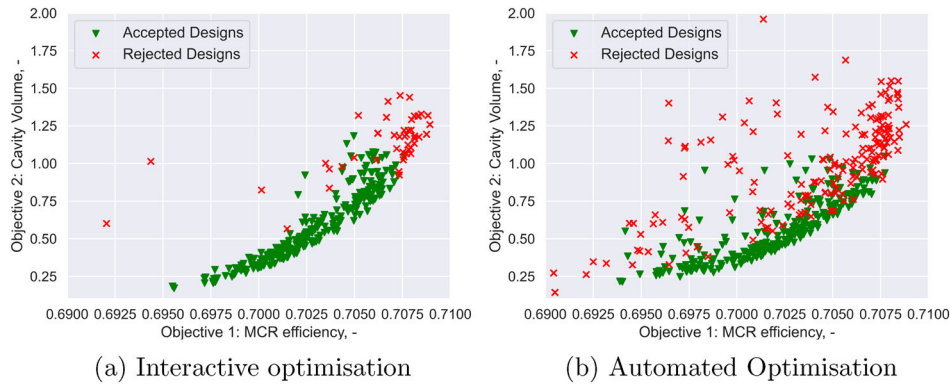 2.00
1.75
1.50
1.25
1.00
0.75
0.50
0.25
Objective 2: Cavity Volume, -
Accepted Designs
Rejected Designs
0.6900 0.6925 0.6950 0.6975 0.7000 0.7025 0.7050 0.7075 0.7100
Objective 1: MCR efficiency, -
(a) Interactive optimisation
2.00
1.75
1.50
1.25
1.00
0.75
0.50
0.25
Objective 2: Cavity Volume, -
Accepted Designs
Rejected Designs
0.6900 0.6925 0.6950 0.6975 0.7000 0.7025 0.7050 0.7075 0.7100
Objective 1: MCR efficiency, -
(b) Automated Optimisation